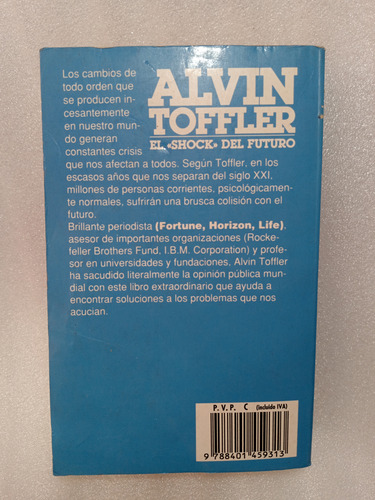 ALVIN
TOFFLER
EL «SHOCK» DEL FUTURO
Los cambios de
todo orden que
se producen in-
cesantemente
en nuestro mun-
do generan
constantes crisis
que nos afectan a todos. Según Toffler, en los
escasos años que nos separan del siglo XXI,
millones de personas corrientes, psicológicamen-
te normales, sufrirán una brusca colisión con el
futuro.
Brillante periodista (Fortune, Horizon, Life),
asesor de importantes organizaciones (Rocke-
feller Brothers Fund, I.B.M. Corporation) y profe-
sor en universidades y fundaciones, Alvin Toffler
ha sacudido literalmente la opinión pública mun-
dial con este libro extraordinario que ayuda a
encontrar soluciones a los problemas que nos
acucian.
P. V. P. C (incluido IVA)
9 788401 459313